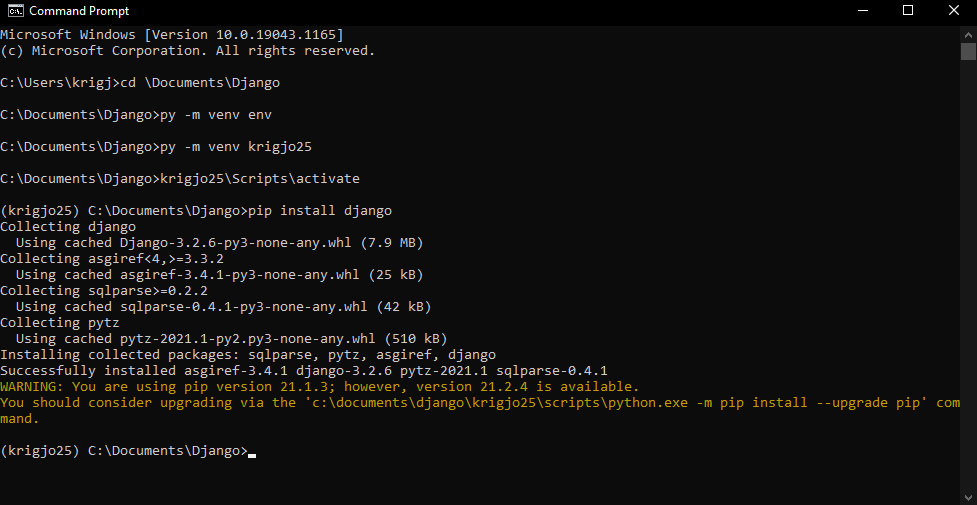 Command Prompt
Microsoft Windows [Version 10.0.19043.1165]
(c) Microsoft Corporation. All rights reserved.
C:\Users\krigj>cd \Documents\Django
C:\Documents\Django>py -m venv env
C:\Documents\Django>py -m venv krigjo25
C:\Documents\Django>krigjo25\Scripts\activate
(krigjo25) C:\Documents\Django>pip install django
Collecting django
  Using cached Django-3.2.6-py3-none-any.whl (7.9 MB)
Collecting asgiref<4,>=3.3.2
  Using cached asgiref-3.4.1-py3-none-any.whl (25 kB)
Collecting sqlparse>=0.2.2
  Using cached sqlparse-0.4.1-py3-none-any.whl (42 kB)
Collecting pytz
  Using cached pytz-2021.1-py2.py3-none-any.whl (510 kB)
Installing collected packages: sqlparse, pytz, asgiref, django
Successfully installed asgiref-3.4.1 django-3.2.6 pytz-2021.1 sqlparse-0.4.1
WARNING: You are using pip version 21.1.3; however, version 21.2.4 is available.
You should consider upgrading via the 'c:\documents\django\krigjo25\scripts\python.exe -m pip install --upgrade pip' com
mand.
(krigjo25) C:\Documents\Django>